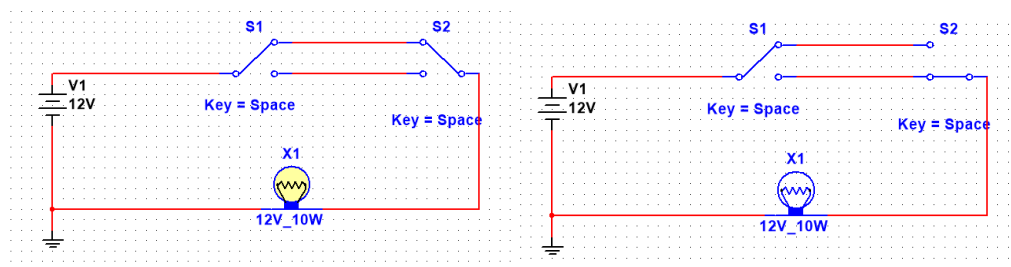 S1
S2
V1
12V
Key = Space
Key = Space
X1
12V_10W
S1
S2
V1
12V
Key = Space
Key = Space
X1
12V_10W